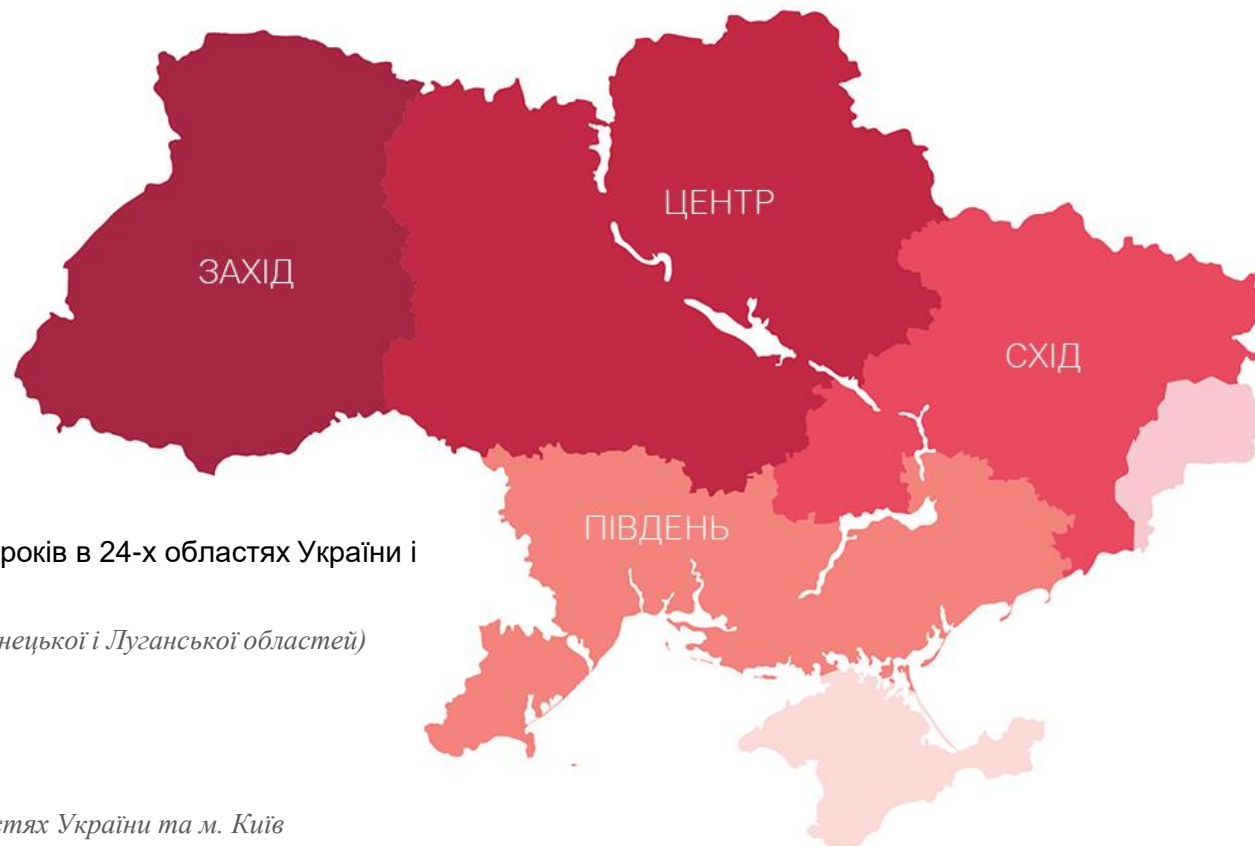 ЦЕНТР
ЗАХІД
СХІД
ПІВДЕНЬ
років в 24-х областях України і
нецької і Луганської областей)
стях України та м. Київ